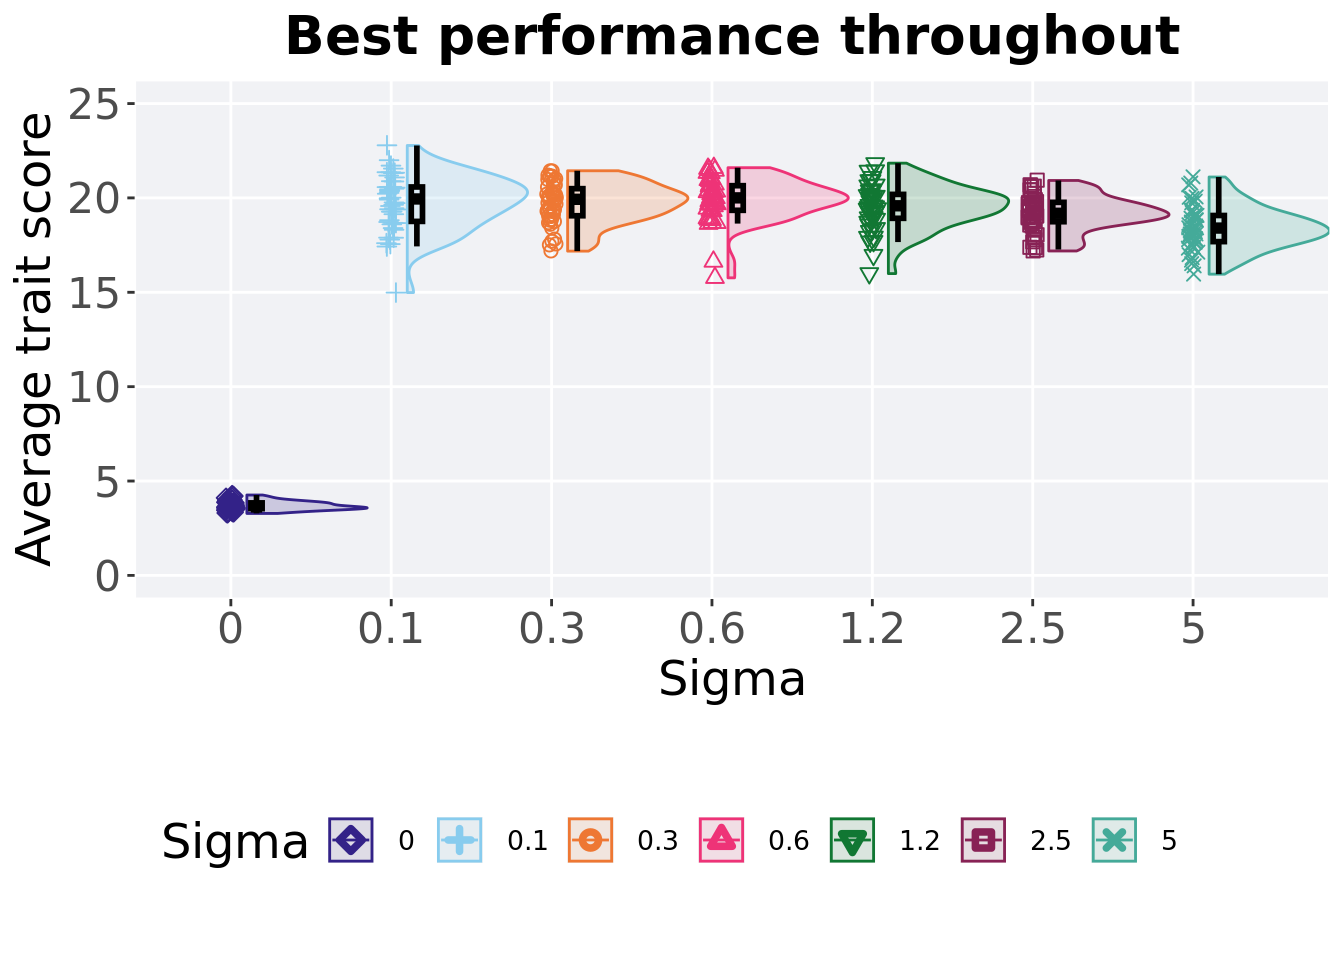 Best performance throughout
Average trait score
25
20
15
10
5
0
0 0.1 0.3 0.6 1.2 2.5 5
Sigma
Sigma 0 0.1 0.3 0.6 1.2 2.5 5